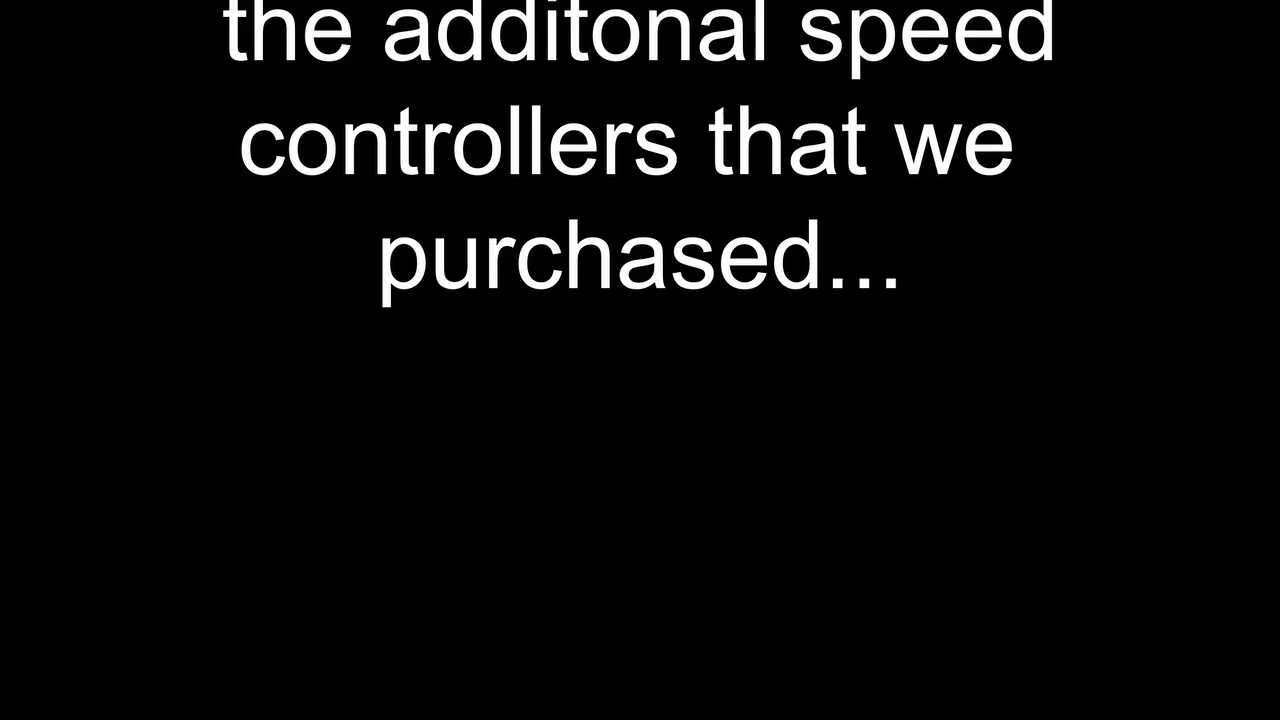 the additonal speed
controllers that we
purchased...